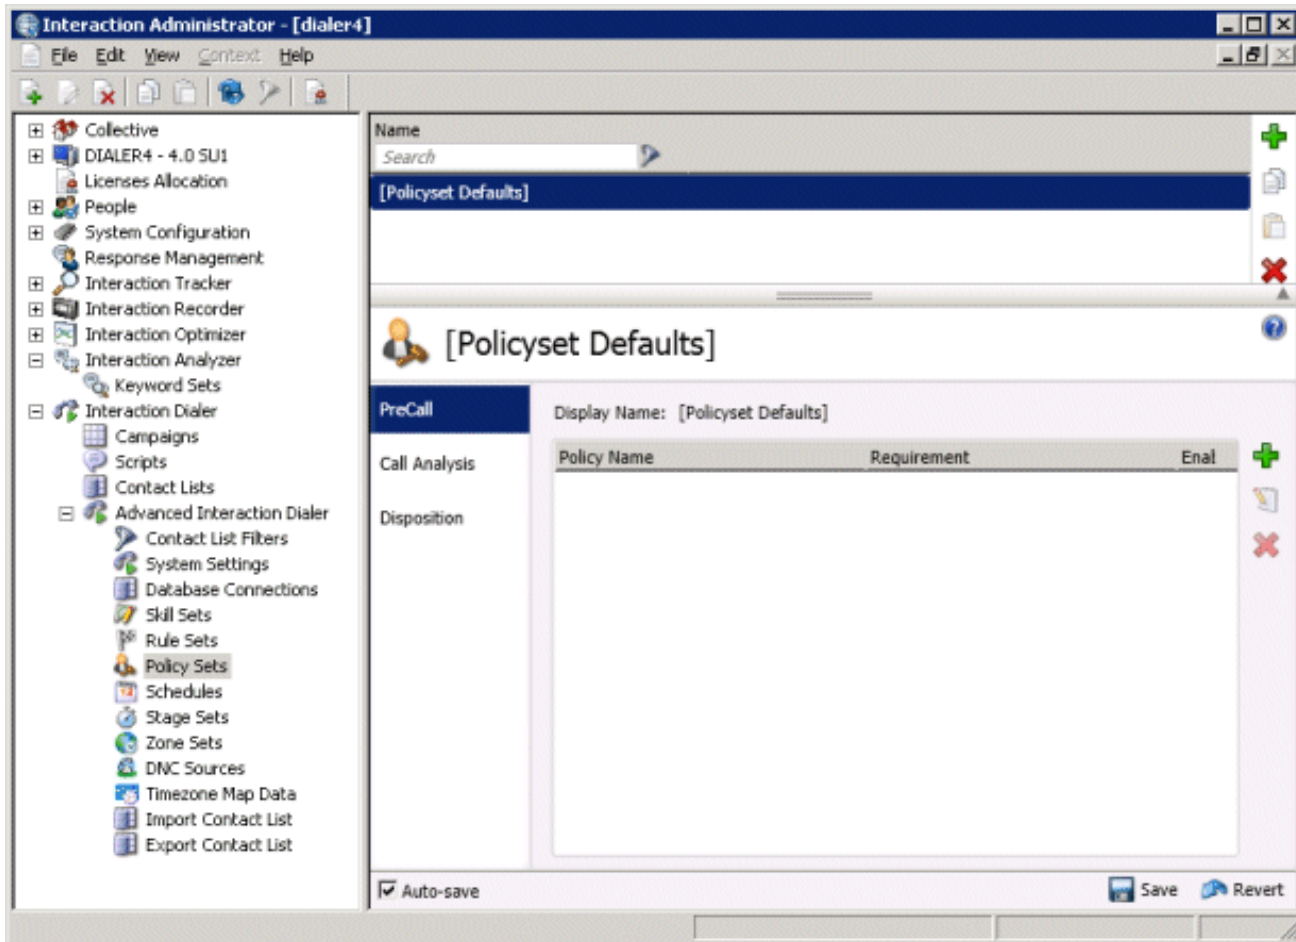 Interaction Administrator - [dialer4]
File Edit View Context Help
Collective
DIALER4 - 4.0 SU1
Licenses Allocation
People
System Configuration
Response Management
Interaction Tracker
Interaction Recorder
Interaction Optimizer
Interaction Analyzer
Keyword Sets
Interaction Dialer
Campaigns
Scripts
Contact Lists
Advanced Interaction Dialer
Contact List Filters
System Settings
Database Connections
Skill Sets
Rule Sets
Policy Sets
Schedules
Stage Sets
Zone Sets
DNC Sources
Timezone Map Data
Import Contact List
Export Contact List
Name
Search
[Policyset Defaults]
[Policyset Defaults]
PreCall
Call Analysis
Disposition
Display Name: [Policyset Defaults]
Policy Name Requirement Enal
Auto-save
Save Revert